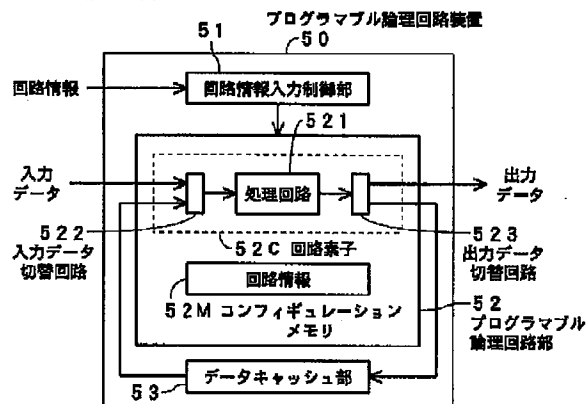 プログラマブル論理回路装置
50
51
回路情報
回路情報入力制御部
521
入力
データ
処理回路
出力
データ
522
入力データ
切替回路
52C 回路素子
523
出力データ
切替回路
回路情報
52M コンフィギュレーション
メモリ
52
プログラマブル
論理回路部
データキャッシュ部
53